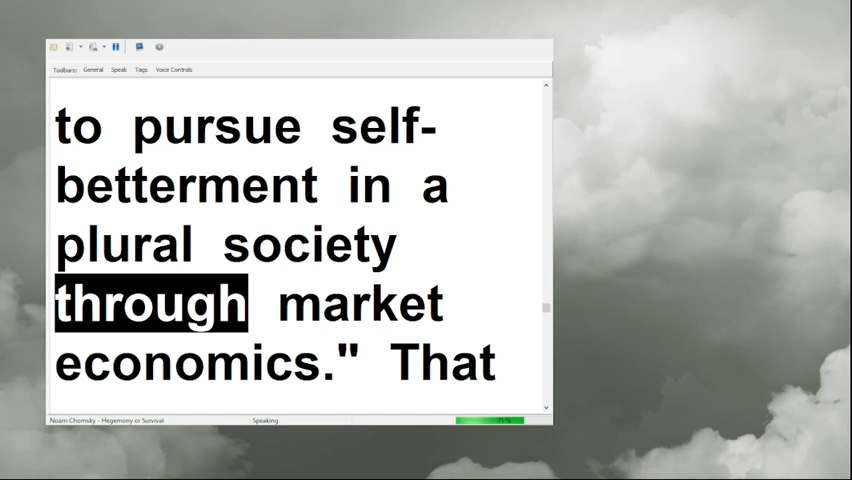 Toolbars: General Speak Tags Voice Controls
to pursue self-
betterment in a
plural society
through market
economics." That
Noam Chomsky - Hegemony or Survival Speaking 71 %